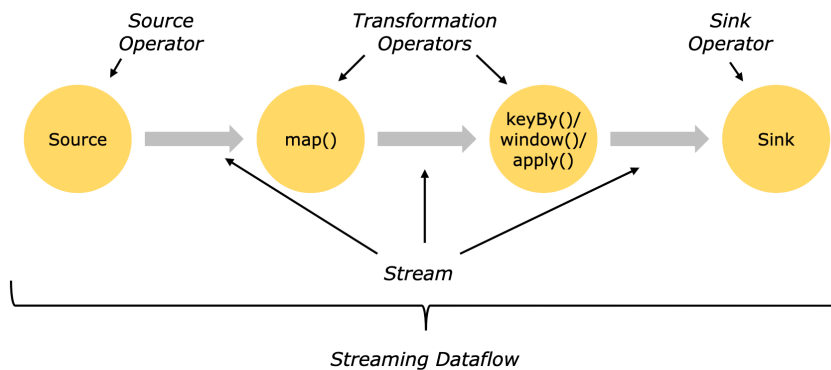 Source
Operator
Transformation
Operators
Sink
Operator
Source
map()
keyBy()/
window()/
apply()
Sink
Stream
Streaming Dataflow